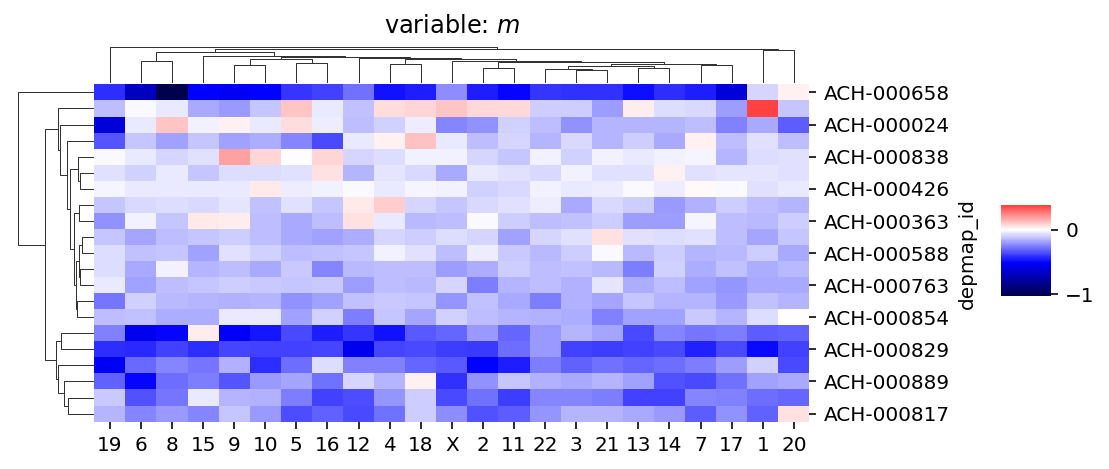 variable: m
ACH-000658
ACH-000024
ACH-000838
ACH-000426
ACH-000363
ACH-000588
ACH-000763
ACH-000854
ACH-000829
ACH-000889
ACH-000817
19 6 8 15 9 10 5 16 12 4 18 X 2 11 22 3 21 13 14 7 17 1 20
depmap_id
0
−1